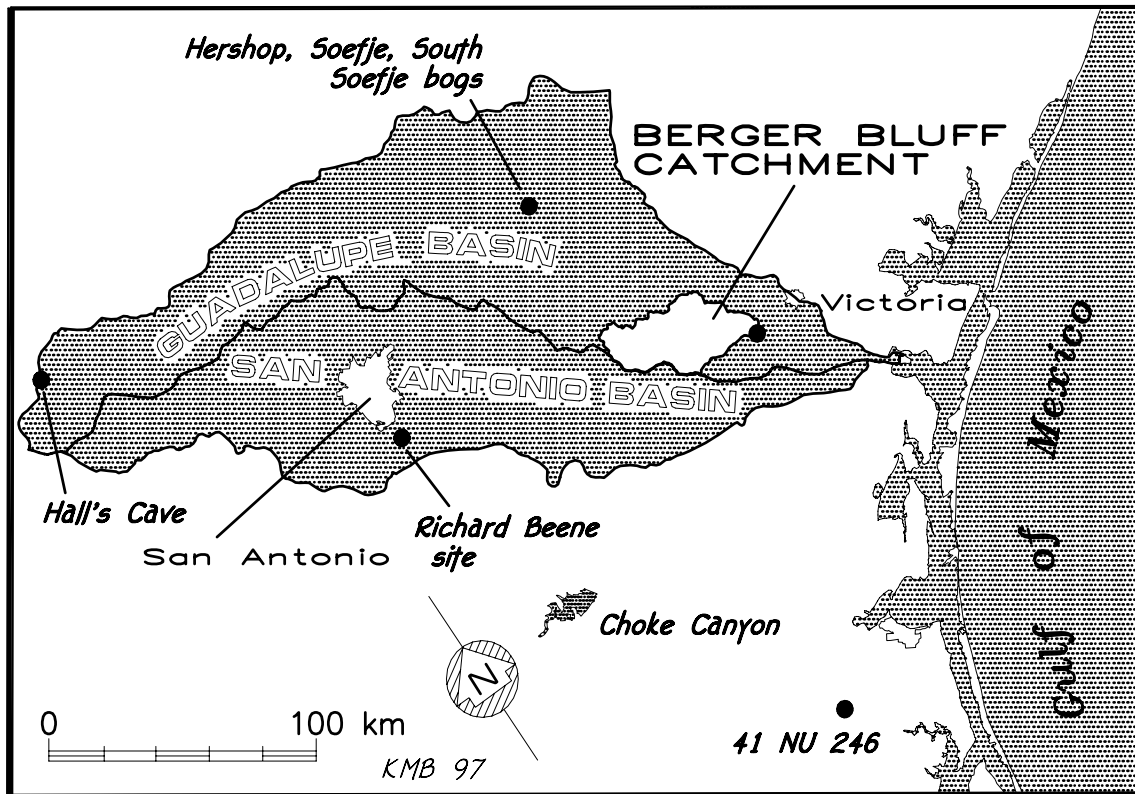 Hershop, Soefje, South
Soefje bogs
BERGER BLUFF
CATCHMENT
GUADALUPE BASIN
Victoria
SAN ANTONIO BASIN
Hall's Cave
San Antonio
Richard Beene
site
Gulf of Mexico
Choke Canyon
N
0 100 km
KMB 97
41 NU 246